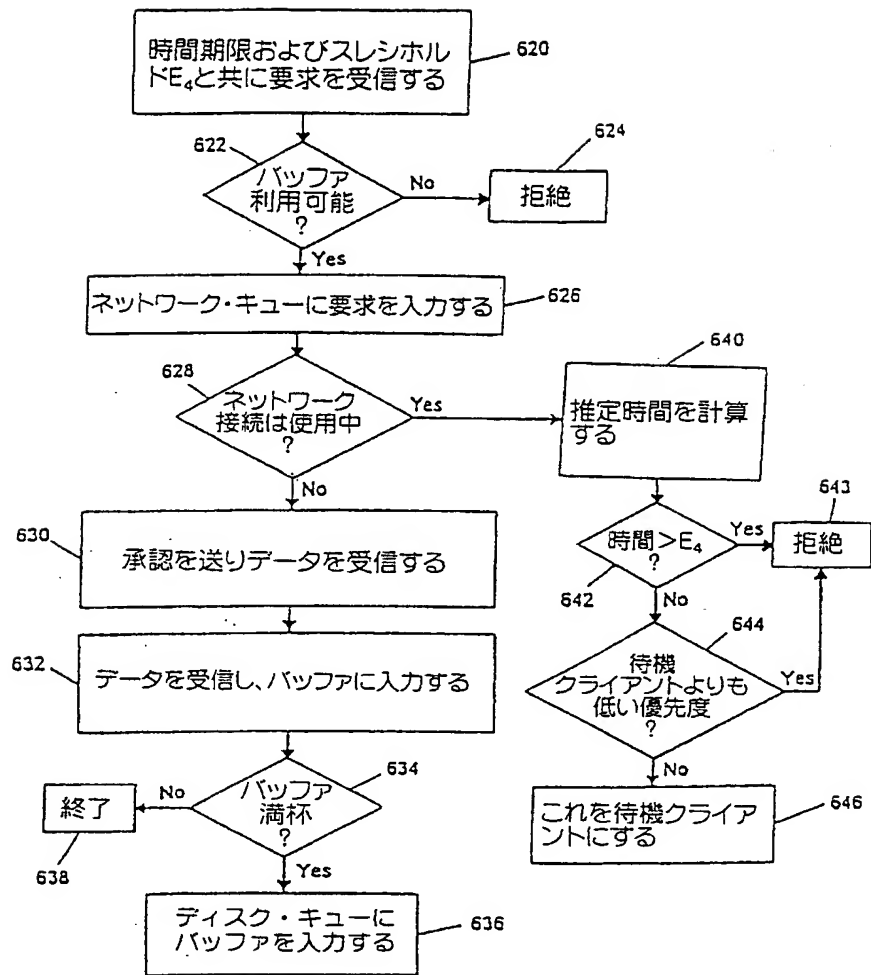 時間期限およびスレシホル
ドE₄と共に要求を受信する
620
622
バッファ
利用可能
?
No
624
拒絶
Yes
ネットワーク・キューに要求を入力する
626
628
ネットワーク
接続は使用中
?
Yes
640
推定時間を計算
する
No
630
承認を送りデータを受信する
時間>E₄
?
Yes
643
拒絶
642
No
632
データを受信し、バッファに入力する
644
待機
クライアントよりも
低い優先度
?
Yes
634
バッファ
満杯
?
No
終了
638
No
これを待機クライア
ントにする
646
Yes
ディスク・キューに
バッファを入力する
636